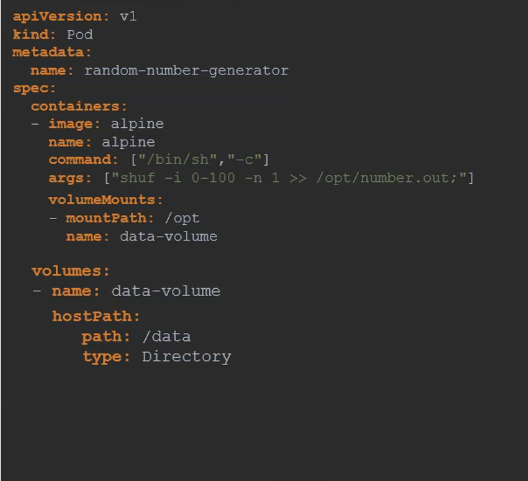 apiVersion: v1
kind: Pod
metadata:
  name: random-number-generator
spec:
  containers:
  - image: alpine
    name: alpine
    command: ["/bin/sh","-c"]
    args: ["shuf -i 0-100 -n 1 >> /opt/number.out;"]
    volumeMounts:
    - mountPath: /opt
      name: data-volume
  volumes:
  - name: data-volume
    hostPath:
       path: /data
       type: Directory